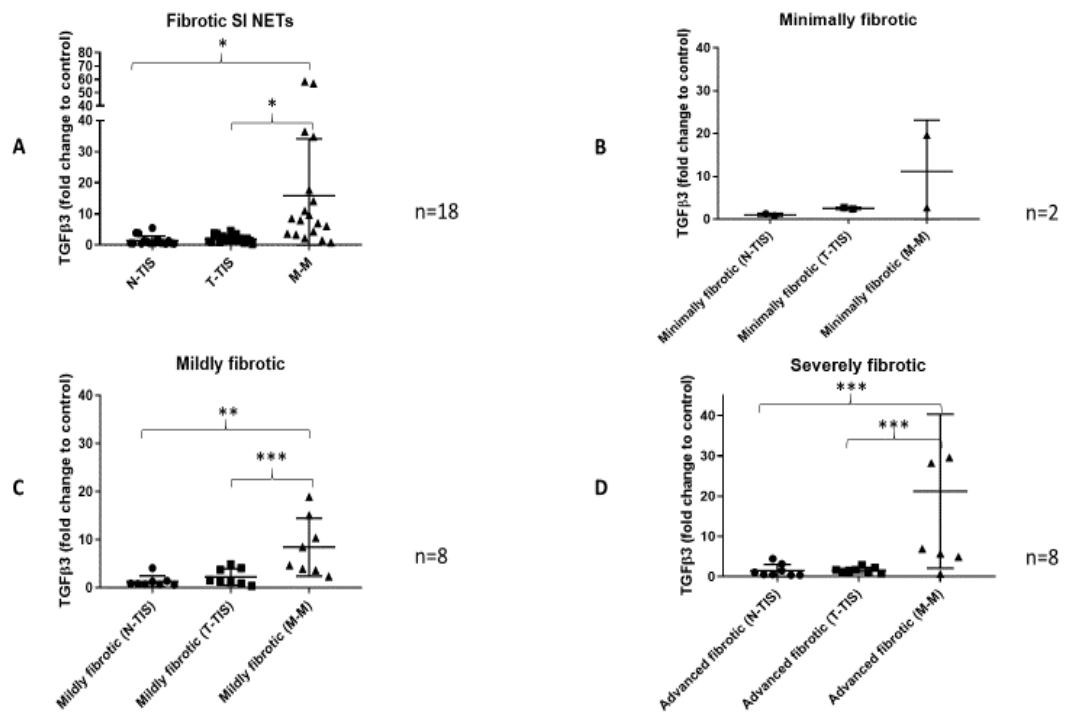 A
Fibrotic SI NETs
TGFβ3 (fold change to control)
80
70
60
50
40
40
30
20
10
0
*
*
N-TIS
T-TIS
M-M
n=18
B
Minimally fibrotic
TGFβ3 (fold change to control)
40
30
20
10
0
Minimally fibrotic (N-TIS)
Minimally fibrotic (T-TIS)
Minimally fibrotic (M-M)
n=2
C
Mildly fibrotic
TGFβ3 (fold change to control)
40
30
20
10
0
**
***
Mildly fibrotic (N-TIS)
Mildly fibrotic (T-TIS)
Mildly fibrotic (M-M)
n=8
D
Severely fibrotic
TGFβ3 (fold change to control)
40
30
20
10
0
***
***
Advanced fibrotic (N-TIS)
Advanced fibrotic (T-TIS)
Advanced fibrotic (M-M)
n=8